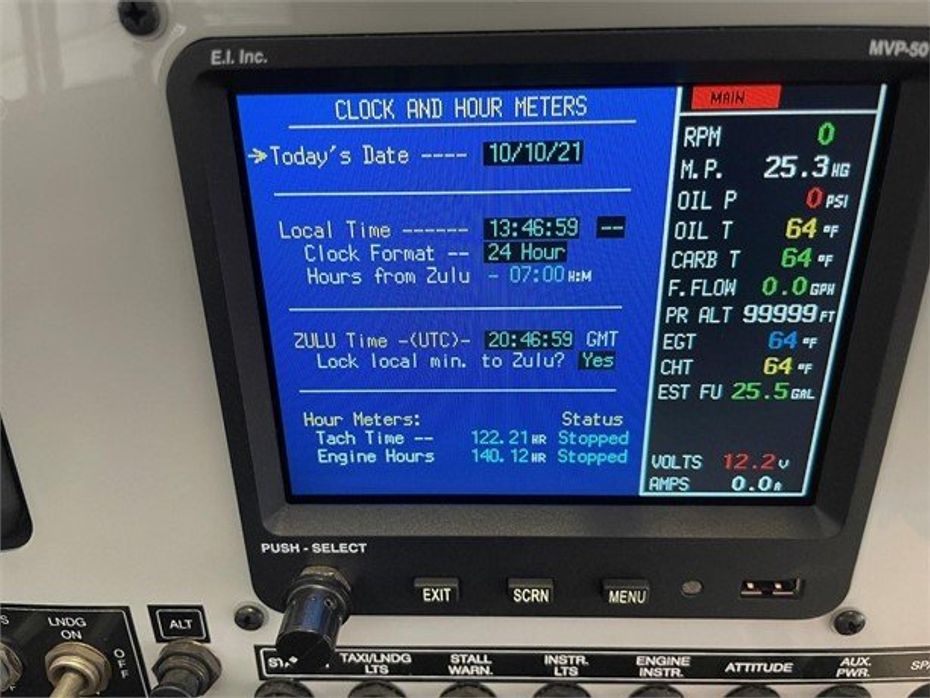 E.I. Inc.
MVP-50
CLOCK AND HOUR METERS
Today's Date ---- 10/10/21
Local Time ------ 13:46:59 --
Clock Format -- 24 Hour
Hours from Zulu - 07:00 H:M
ZULU Time -(UTC)- 20:46:59 GMT
Lock local min. to Zulu? Yes
Hour Meters: Status
Tach Time -- 122.21 HR Stopped
Engine Hours 140.12 HR Stopped
MAIN
RPM 0
M.P. 25.3 HG
OIL P 0 PSI
OIL T 64 °F
CARB T 64 °F
F.FLOW 0.0 GPH
PR ALT 99999 FT
EGT 64 °F
CHT 64 °F
EST FU 25.5 GAL
VOLTS 12.2 V
AMPS 0.0 A
PUSH - SELECT
EXIT SCRN MENU
LNDG
ON
OFF
ALT
TAXI/LNDG
LTS
STALL
WARN.
INSTR.
LTS
ENGINE
INSTR.
ATTITUDE
AUX.
PWR.